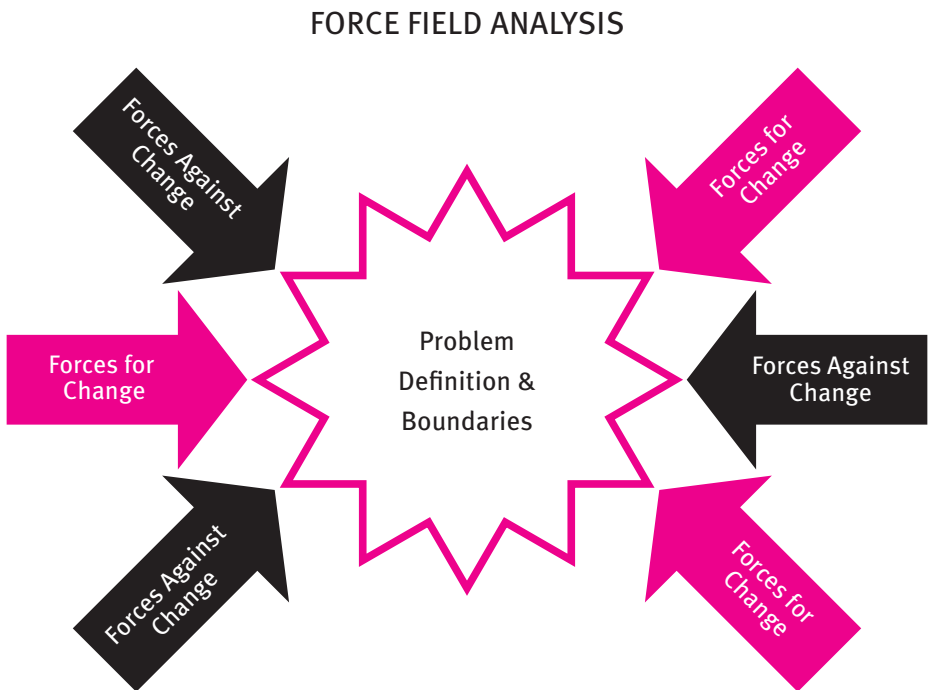 FORCE FIELD ANALYSIS
Forces Against
Change
Forces for
Change
Forces for
Change
Problem
Definition &
Boundaries
Forces Against
Change
Forces Against
Change
Forces for
Change